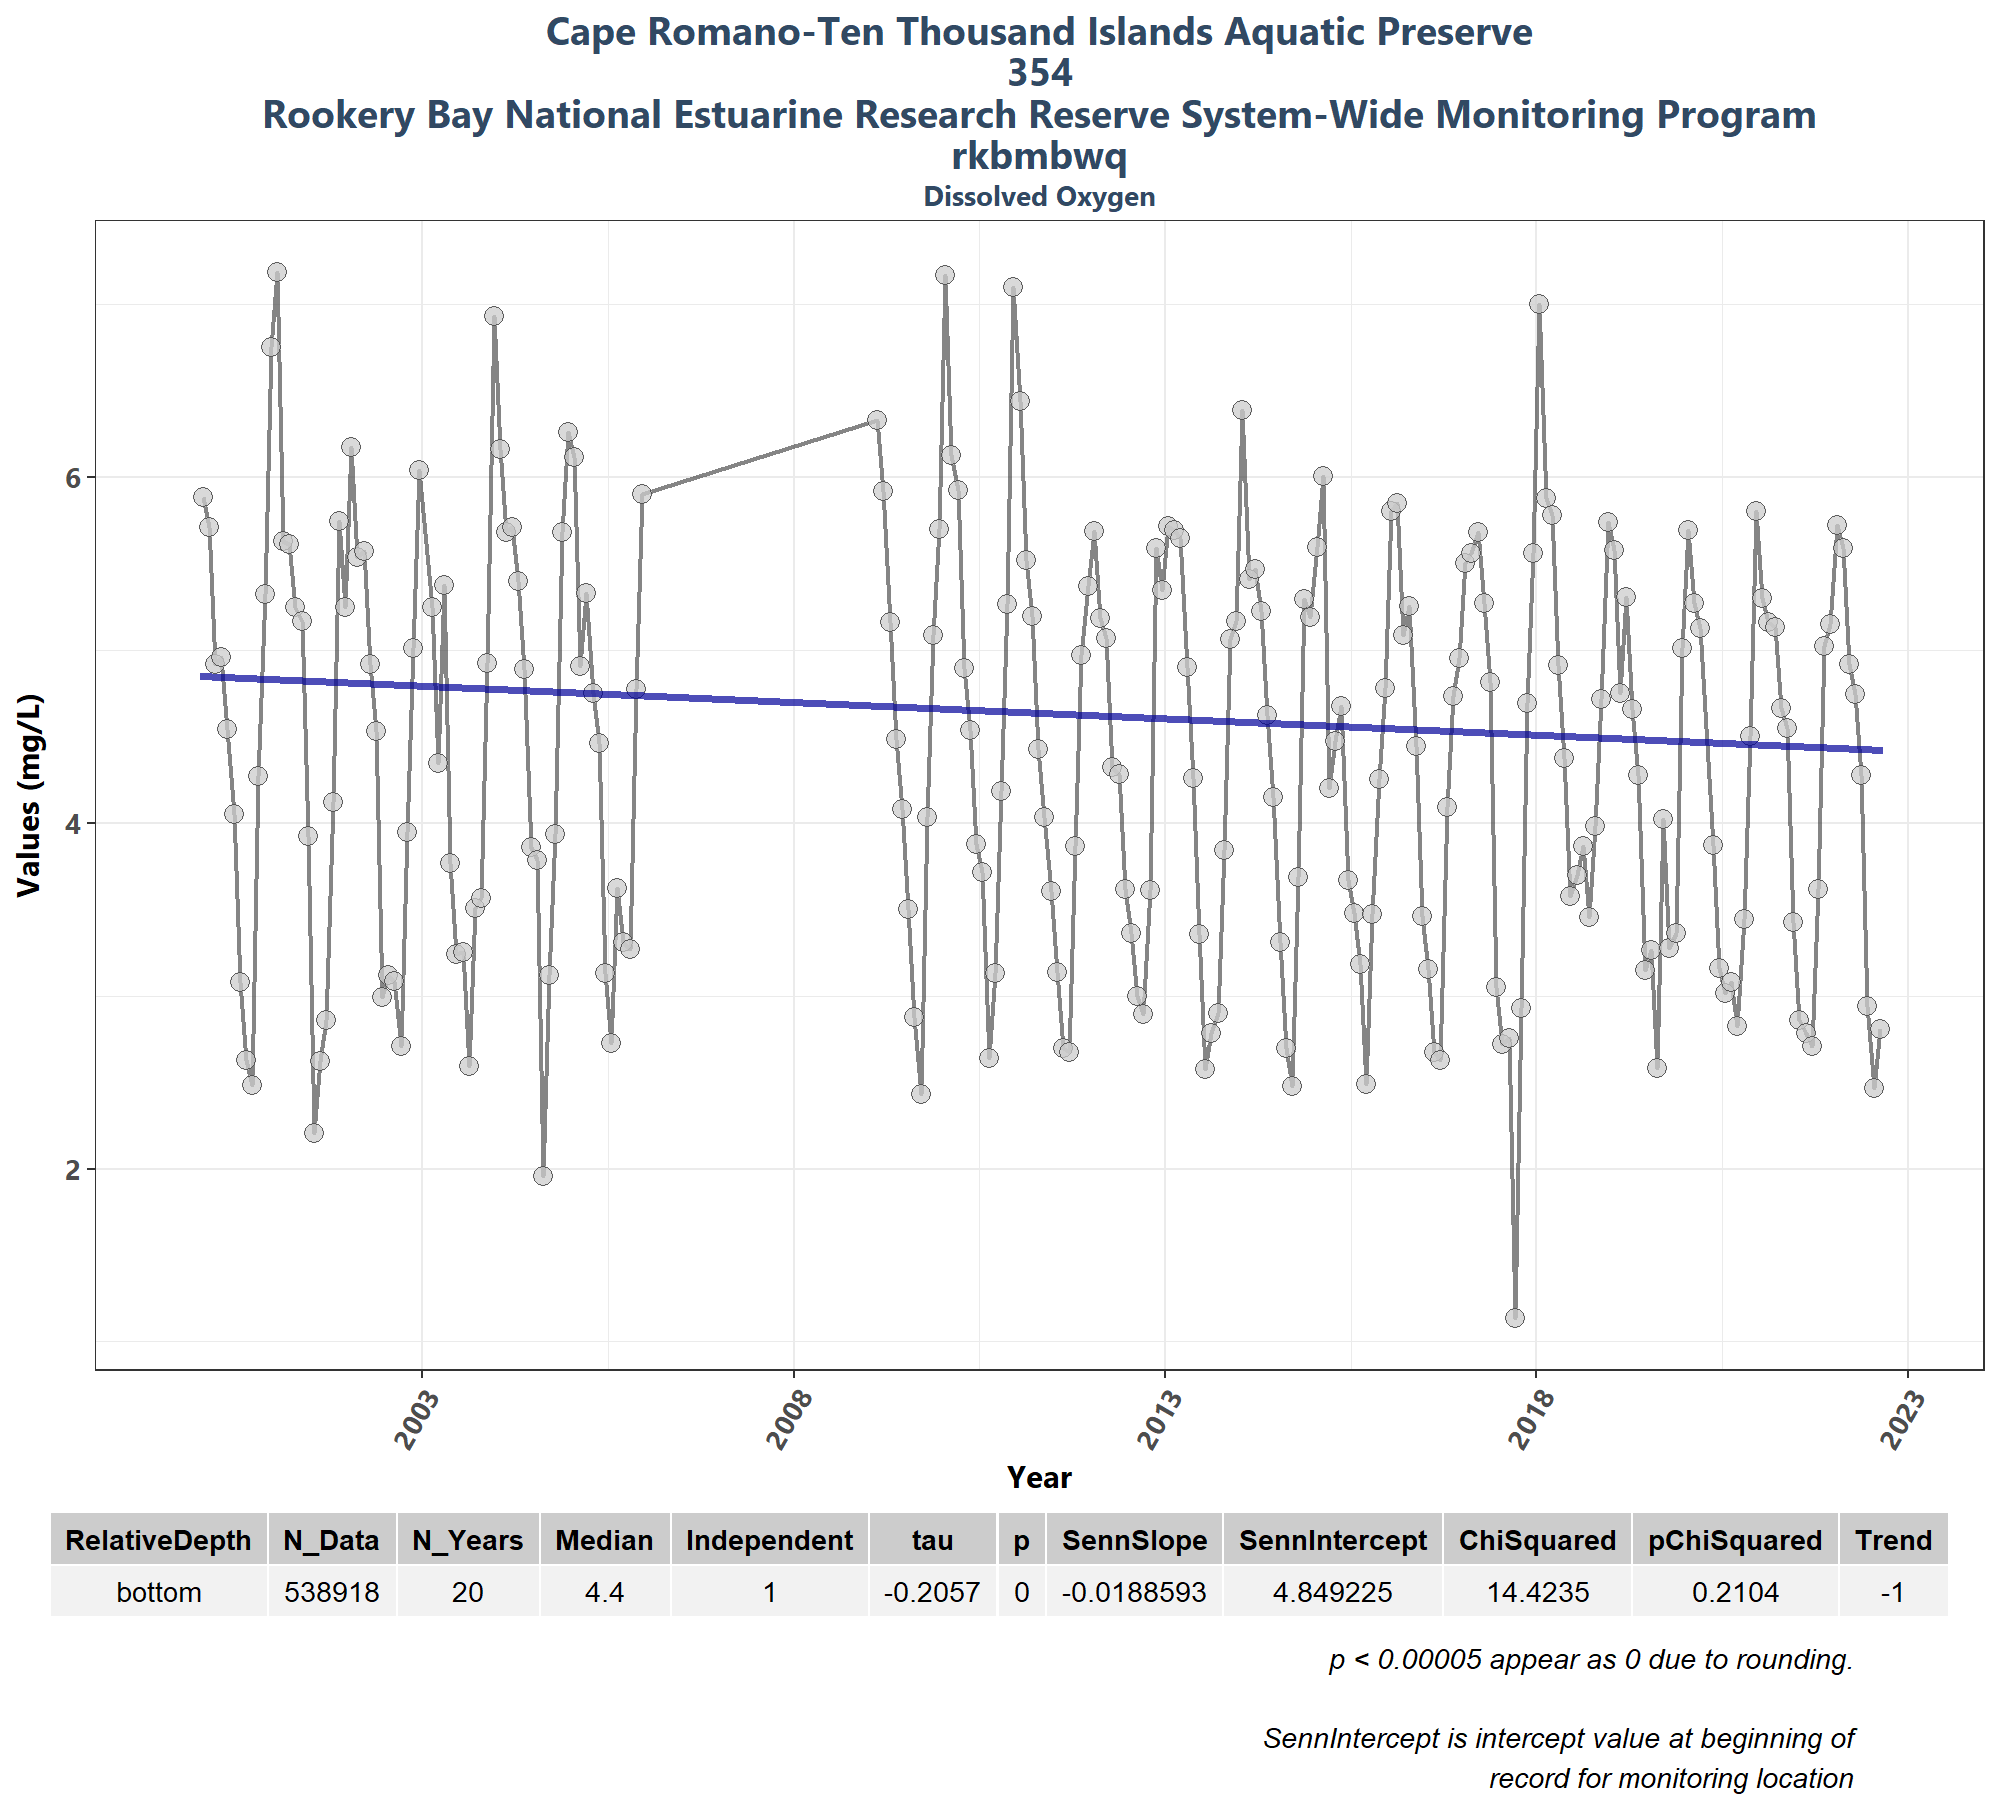 Cape Romano-Ten Thousand Islands Aquatic Preserve
354
Rookery Bay National Estuarine Research Reserve System-Wide Monitoring Program
rkbmbwq
Dissolved Oxygen
Values (mg/L)
6
4
2
2003 2008 2013 2018 2023
Year
RelativeDepth N_Data N_Years Median Independent tau p SennSlope SennIntercept ChiSquared pChiSquared Trend
bottom 538918 20 4.4 1 -0.2057 0 -0.0188593 4.849225 14.4235 0.2104 -1
p < 0.00005 appear as 0 due to rounding.
SennIntercept is intercept value at beginning of
record for monitoring location